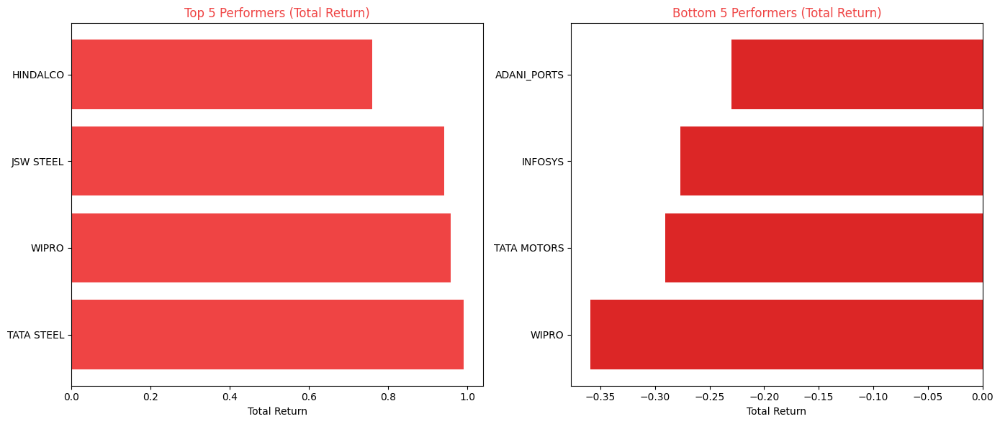 Top 5 Performers (Total Return)
HINDALCO
JSW STEEL
WIPRO
TATA STEEL
0.0 0.2 0.4 0.6 0.8 1.0
Total Return
Bottom 5 Performers (Total Return)
ADANI_PORTS
INFOSYS
TATA MOTORS
WIPRO
−0.35 −0.30 −0.25 −0.20 −0.15 −0.10 −0.05 0.00
Total Return